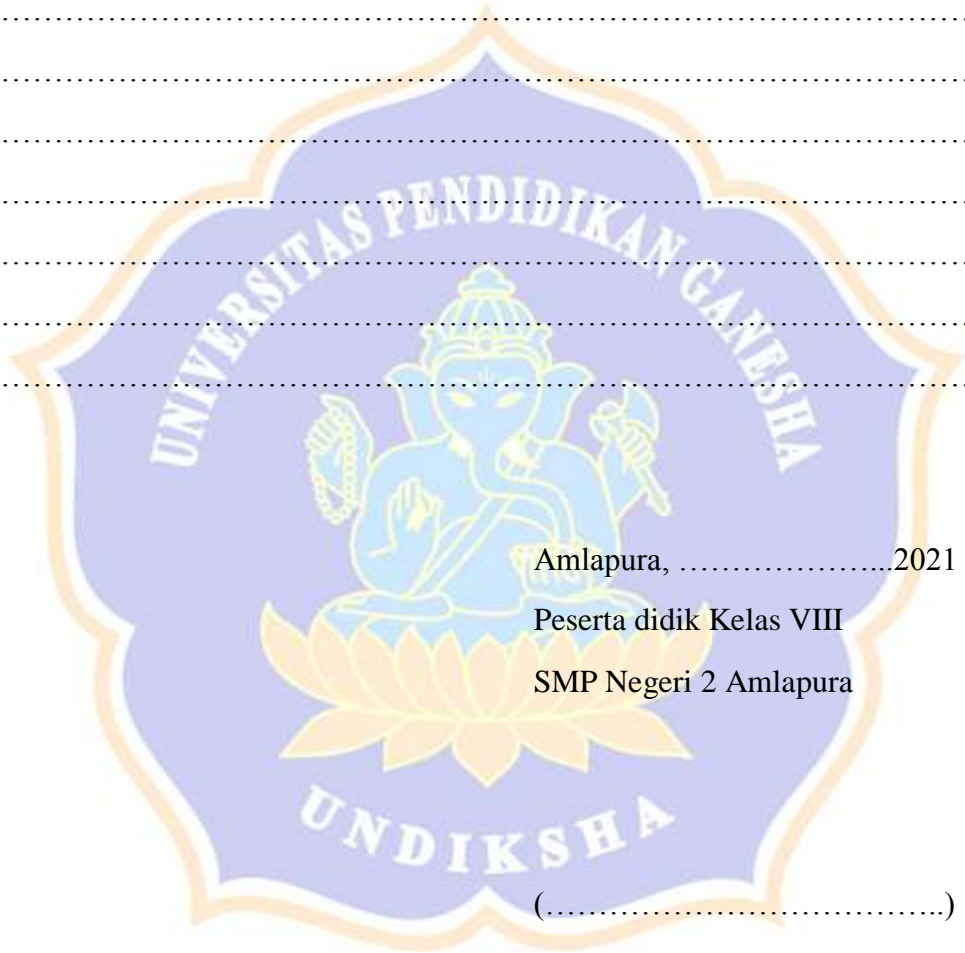 ……………………………………………………………………………………
……………………………………………………………………………………
……………………………………………………………………………………
……………………………………………………………………………………
……………………………………………………………………………………
……………………………………………………………………………………
……………………………………………………………………………………
UNIVERSITAS PENDIDIKAN GANESHA
Amlapura, …………………...2021
Peserta didik Kelas VIII
SMP Negeri 2 Amlapura
UNDIKSHA
(………………………………..)